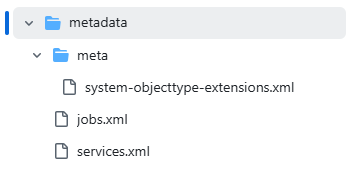 metadata
meta
system-objecttype-extensions.xml
jobs.xml
services.xml